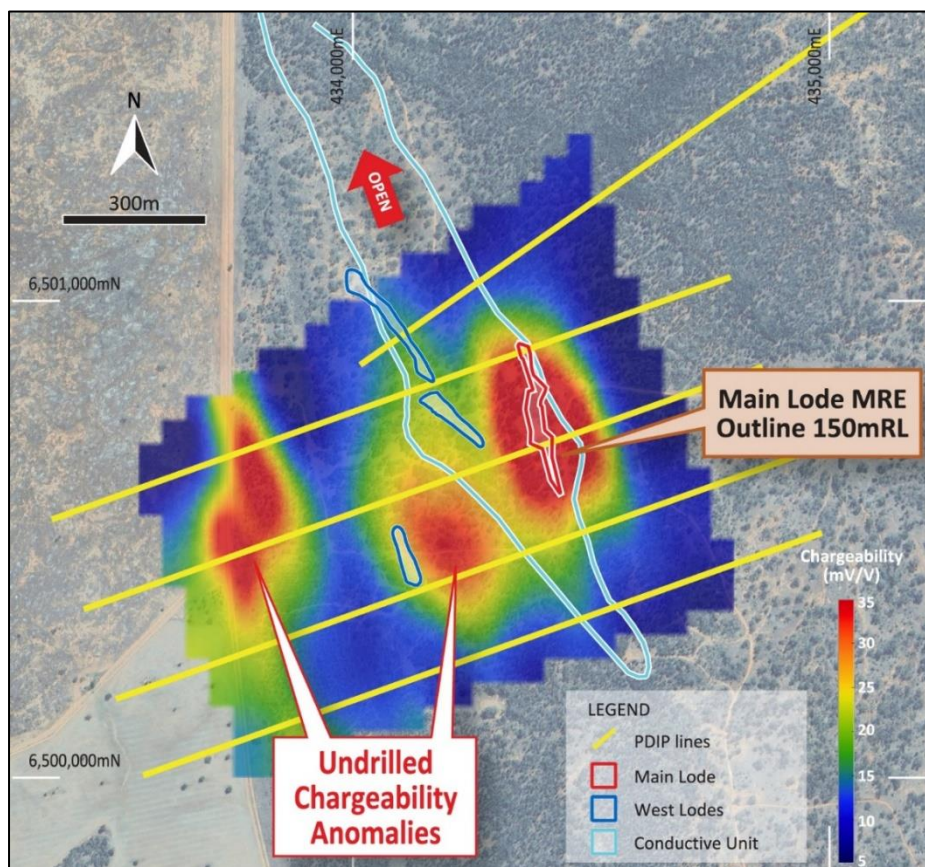 434,000mE
435,000mE
N
300m
OPEN
6,501,000mN
Main Lode MRE
Outline 150mRL
Chargeability
(mV/V)
35
30
25
20
15
10
5
Undrilled
Chargeability
Anomalies
LEGEND
PDIP lines
Main Lode
West Lodes
Conductive Unit
6,500,000mN